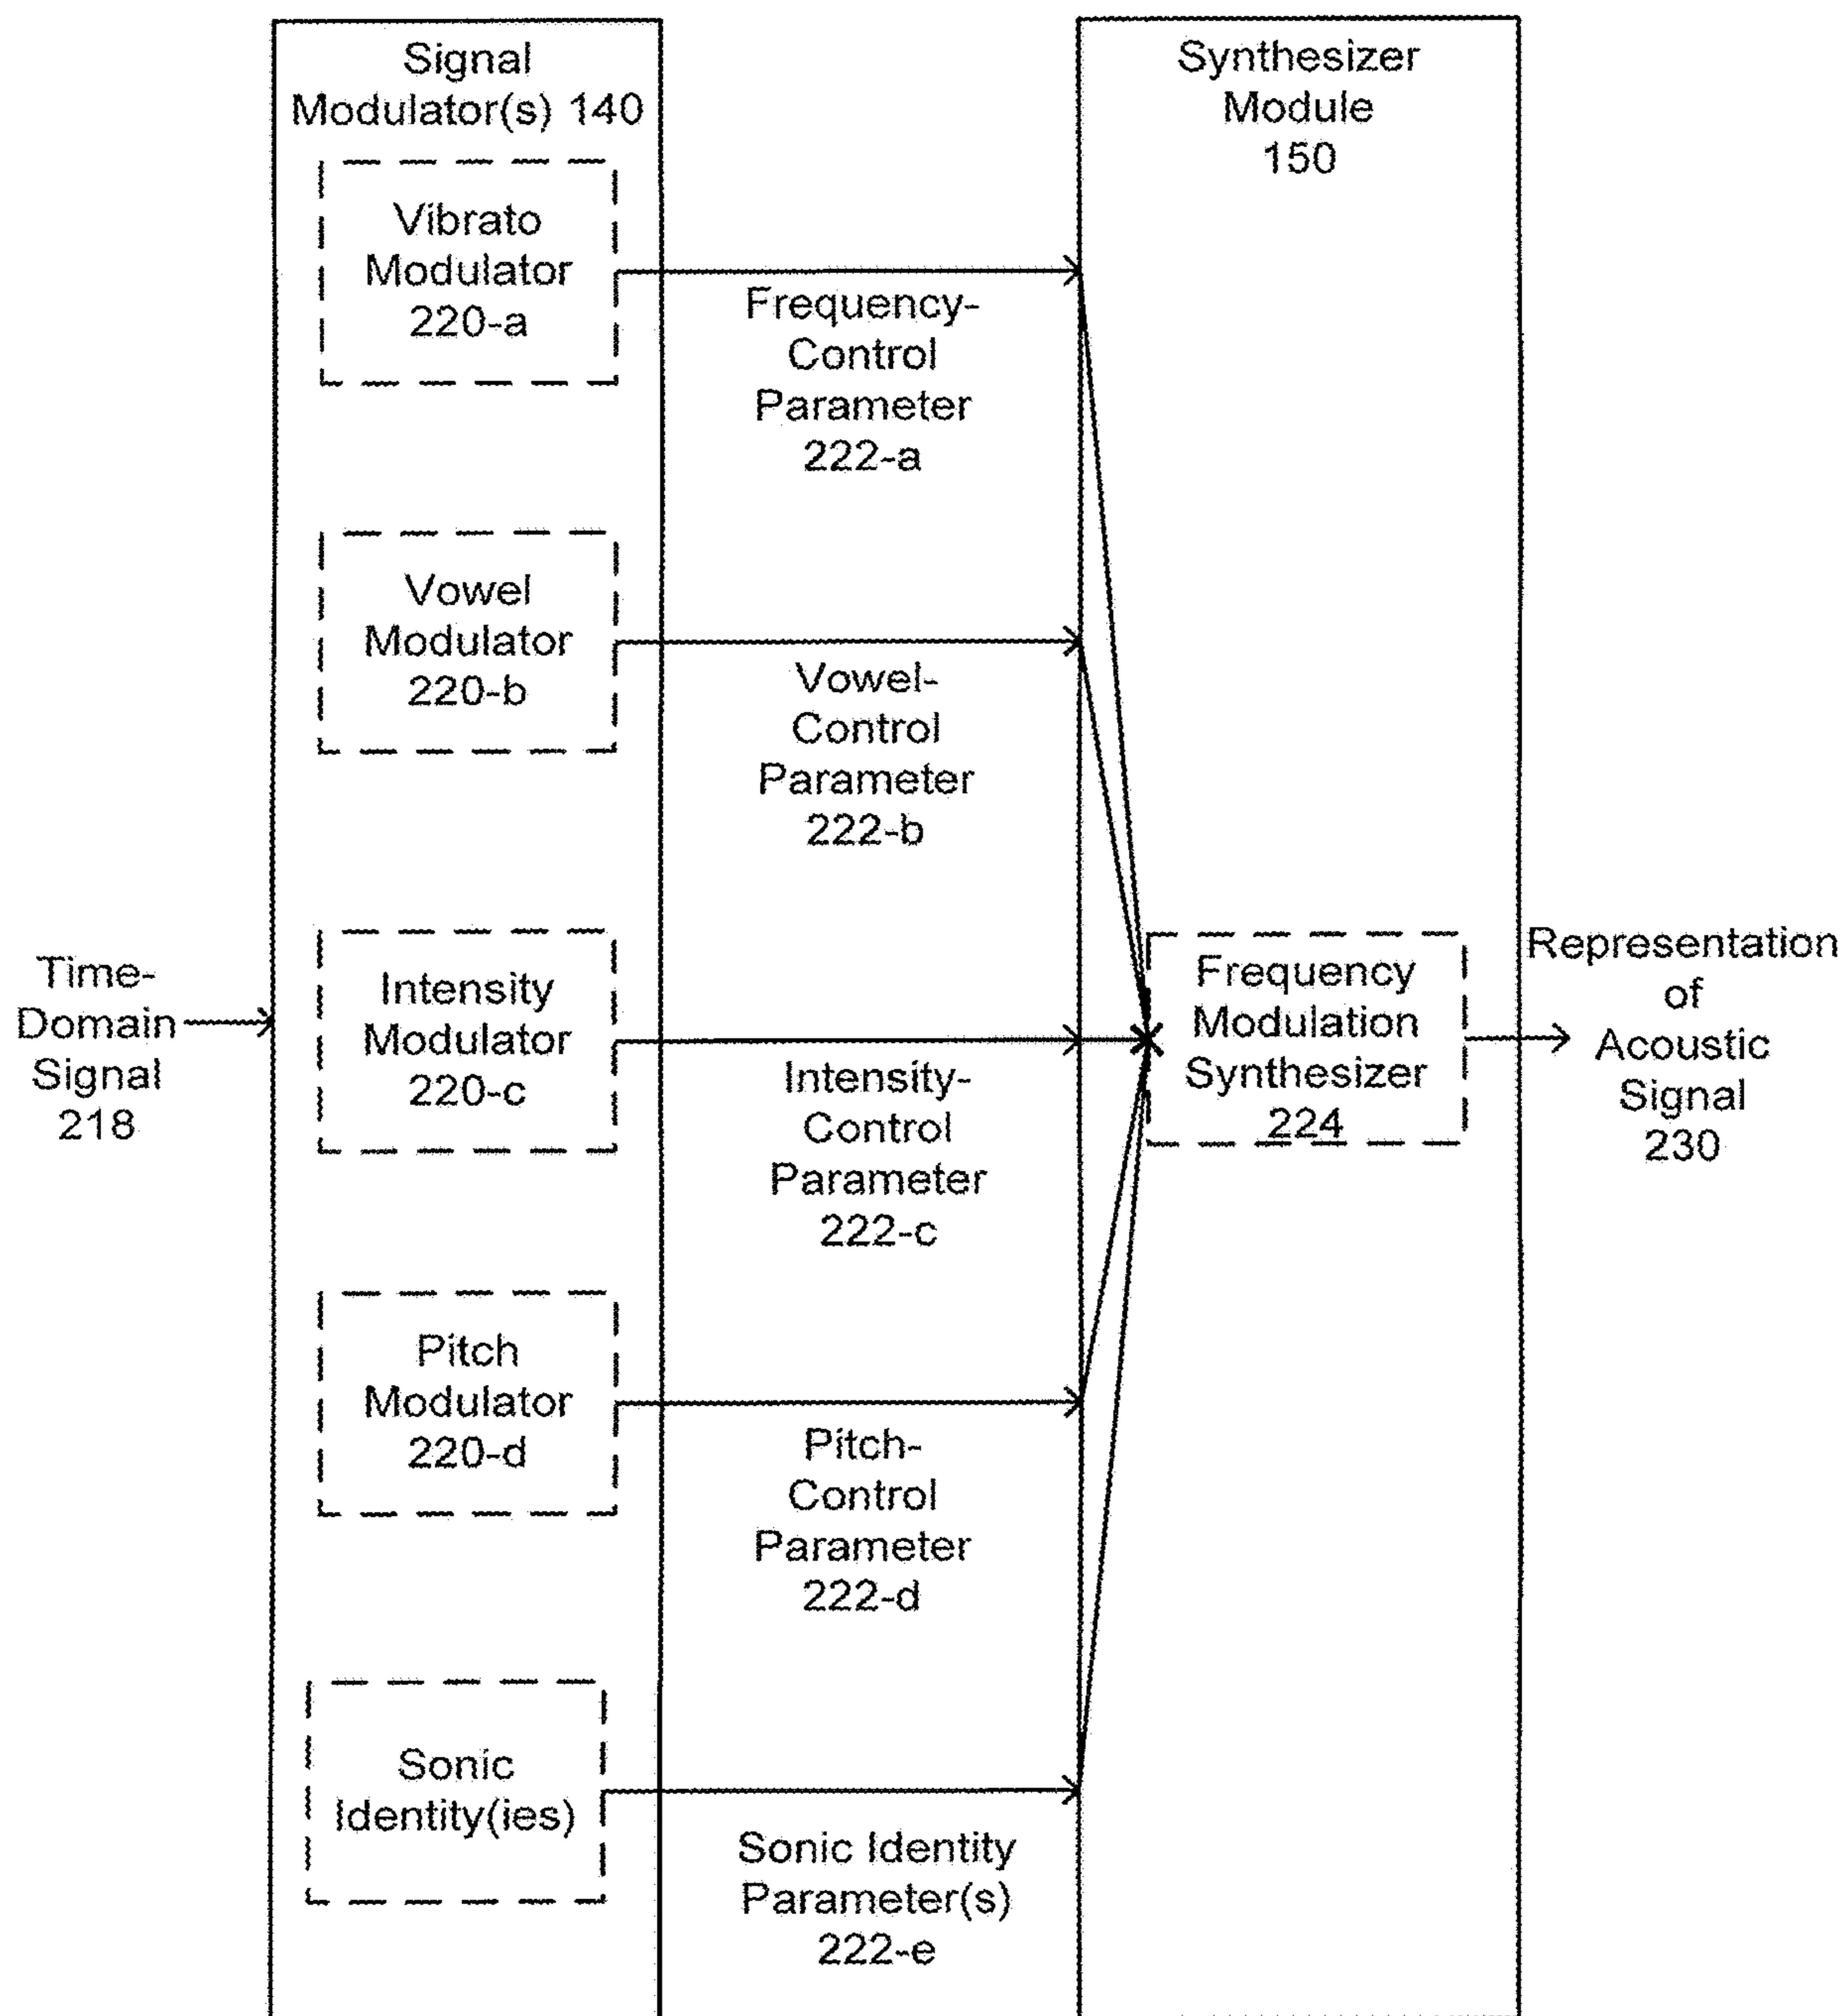 Signal
Modulator(s) 140
Vibrato
Modulator
220-a
Vowel
Modulator
220-b
Intensity
Modulator
220-c
Pitch
Modulator
220-d
Sonic
Identity(ies)
Time-
Domain
Signal
218
Frequency-
Control
Parameter
222-a
Vowel-
Control
Parameter
222-b
Intensity-
Control
Parameter
222-c
Pitch-
Control
Parameter
222-d
Sonic Identity
Parameter(s)
222-e
Synthesizer
Module
150
Frequency
Modulation
Synthesizer
224
Representation
of
Acoustic
Signal
230